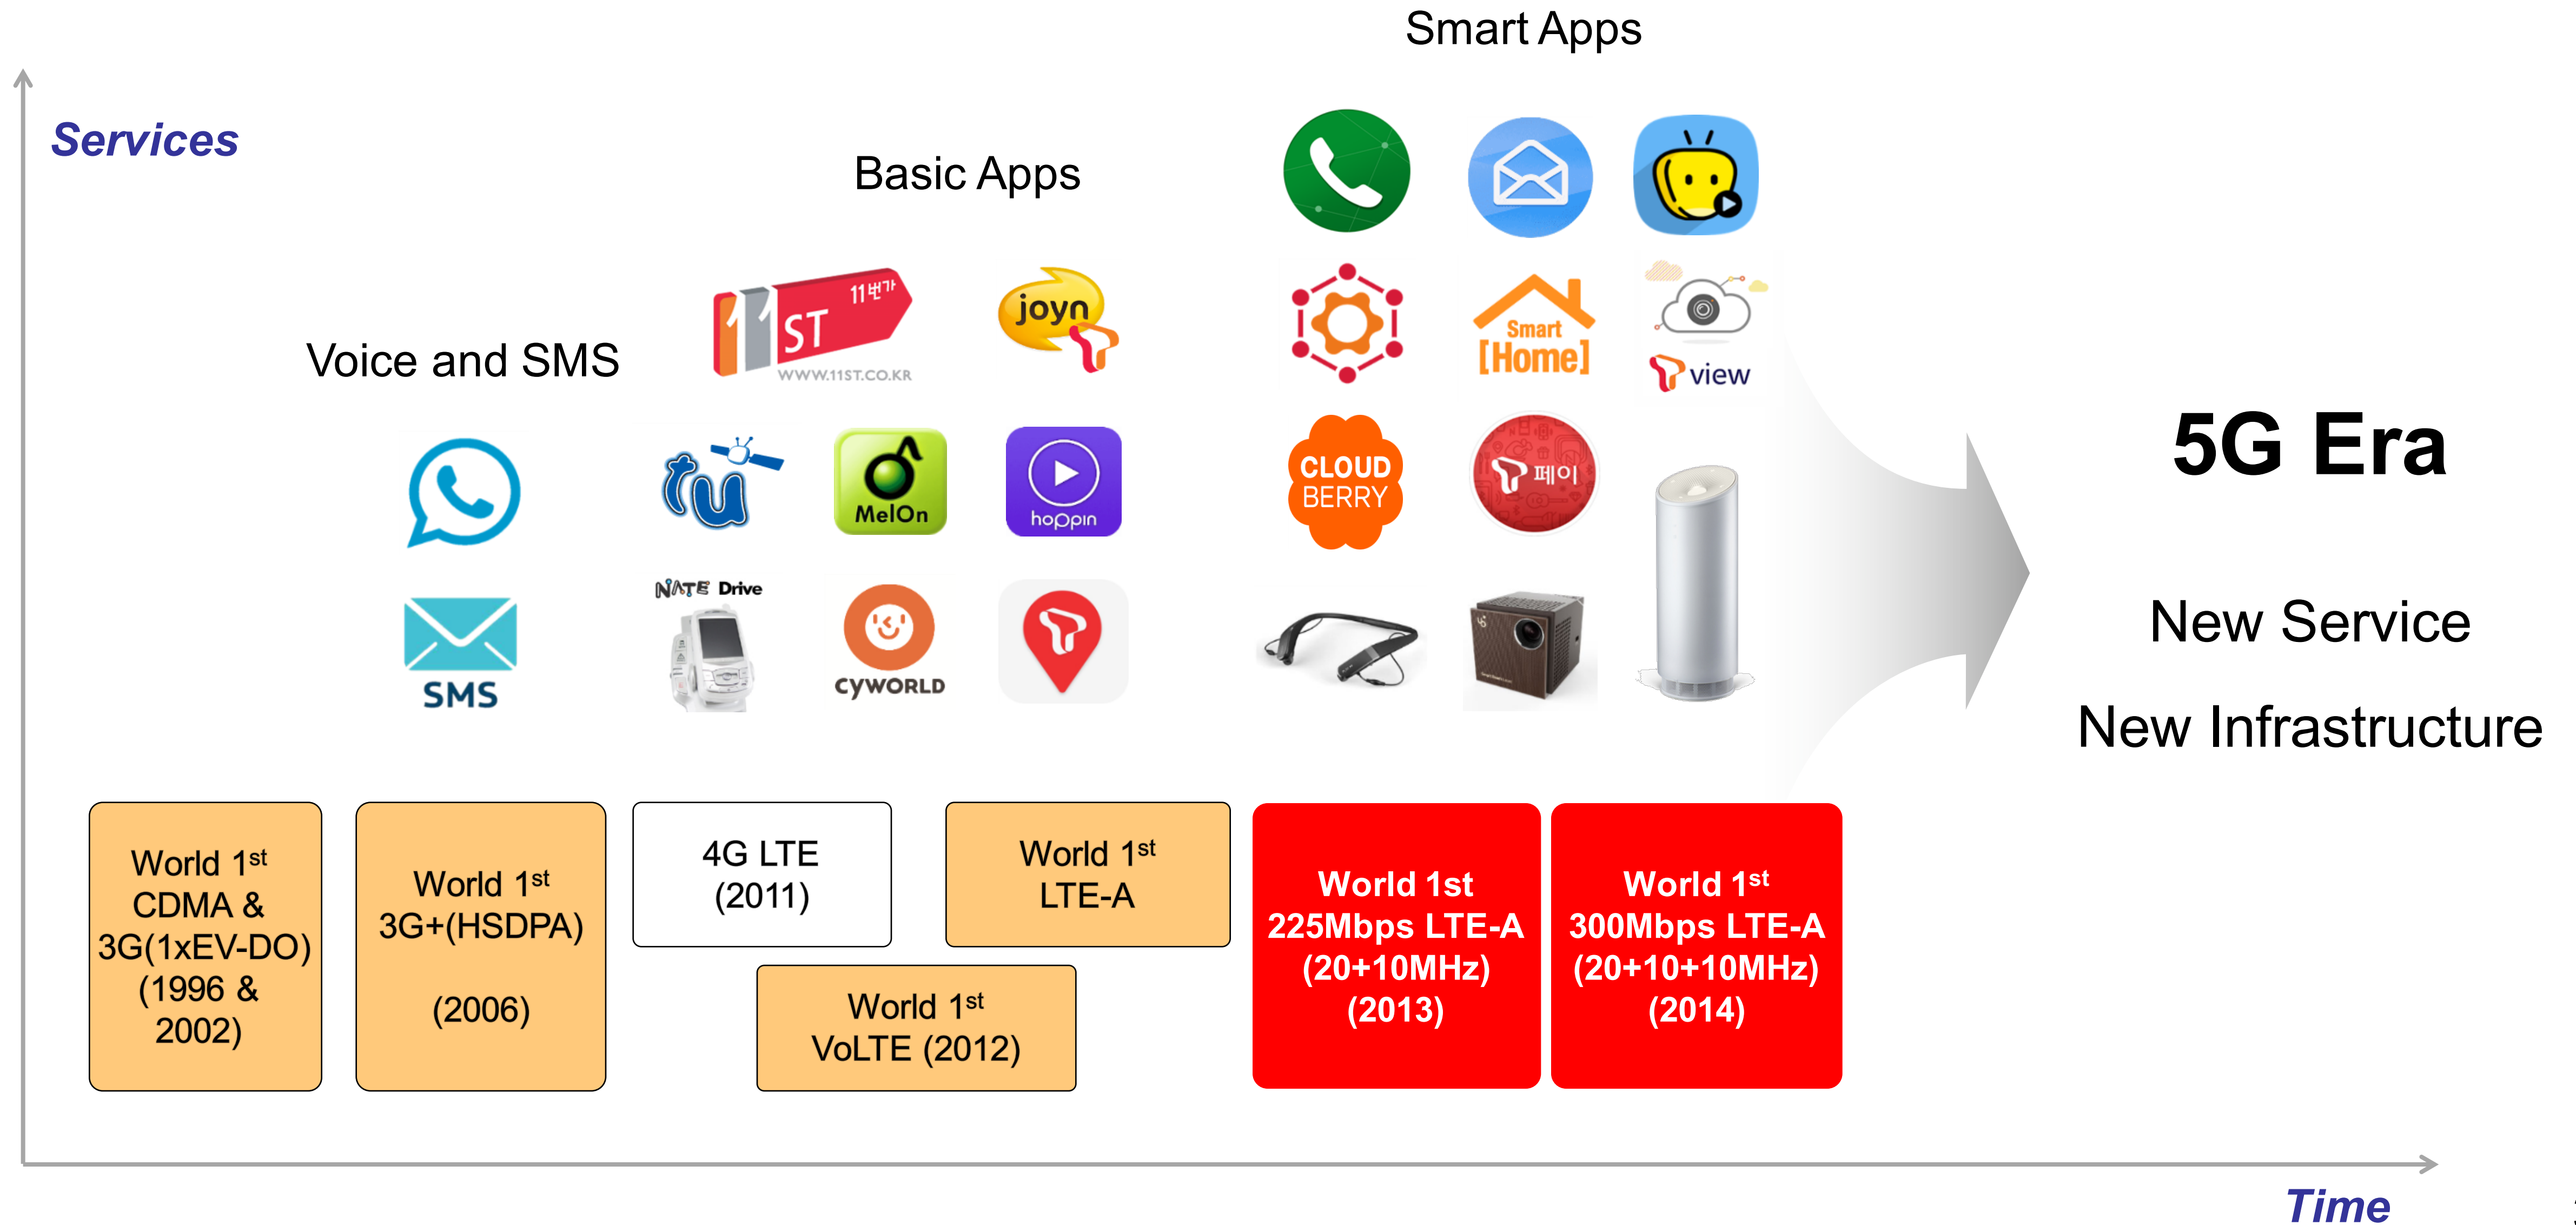 Smart Apps
Services
Basic Apps
11번가
11ST
WWW.11ST.CO.KR
joyn
Voice and SMS
Smart
[Home]
view
5G Era
tu
MelOn
hoppin
CLOUD
BERRY
페이
SMS
NATE Drive
CYWORLD
New Service
New Infrastructure
World 1st
CDMA &
3G(1xEV-DO)
(1996 &
2002)
World 1st
3G+(HSDPA)
(2006)
4G LTE
(2011)
World 1st
VoLTE (2012)
World 1st
LTE-A
World 1st
225Mbps LTE-A
(20+10MHz)
(2013)
World 1st
300Mbps LTE-A
(20+10+10MHz)
(2014)
Time